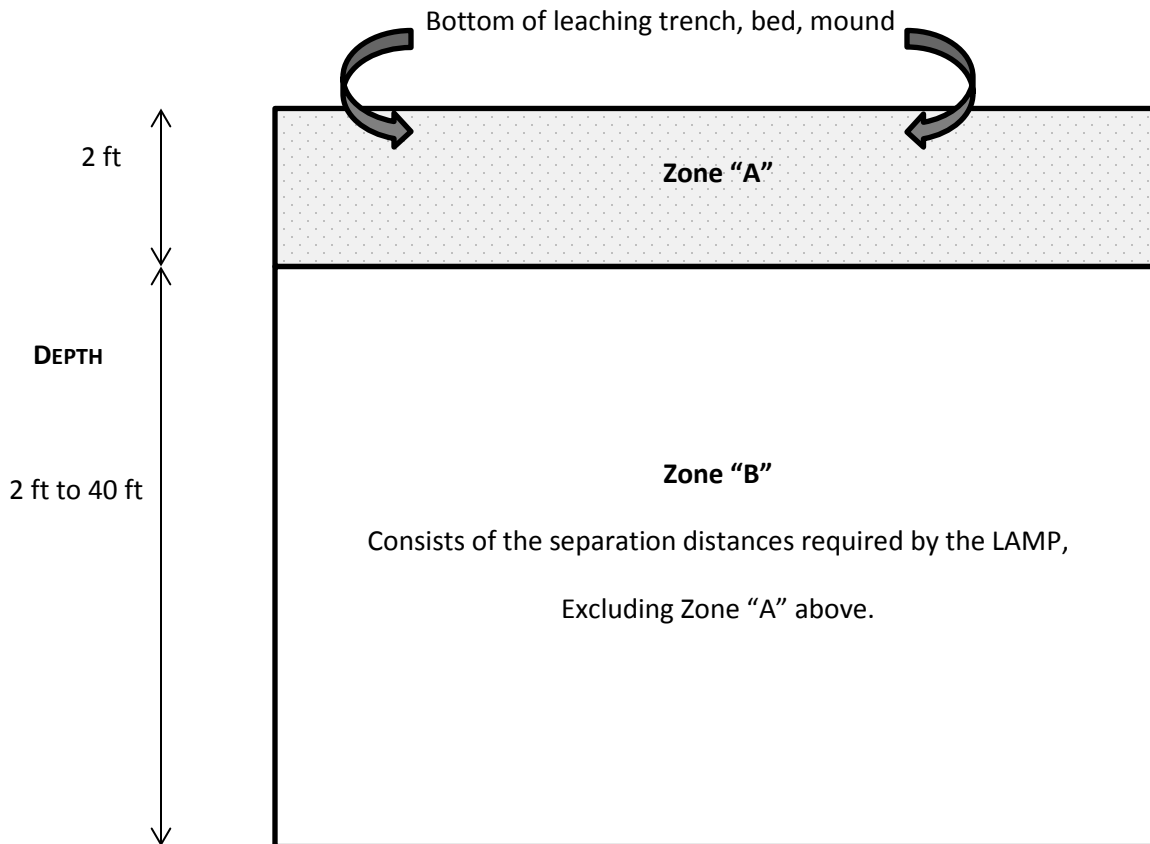 Bottom of leaching trench, bed, mound
2 ft
Zone “A”
DEPTH
2 ft to 40 ft
Zone “B”
Consists of the separation distances required by the LAMP,
Excluding Zone “A” above.